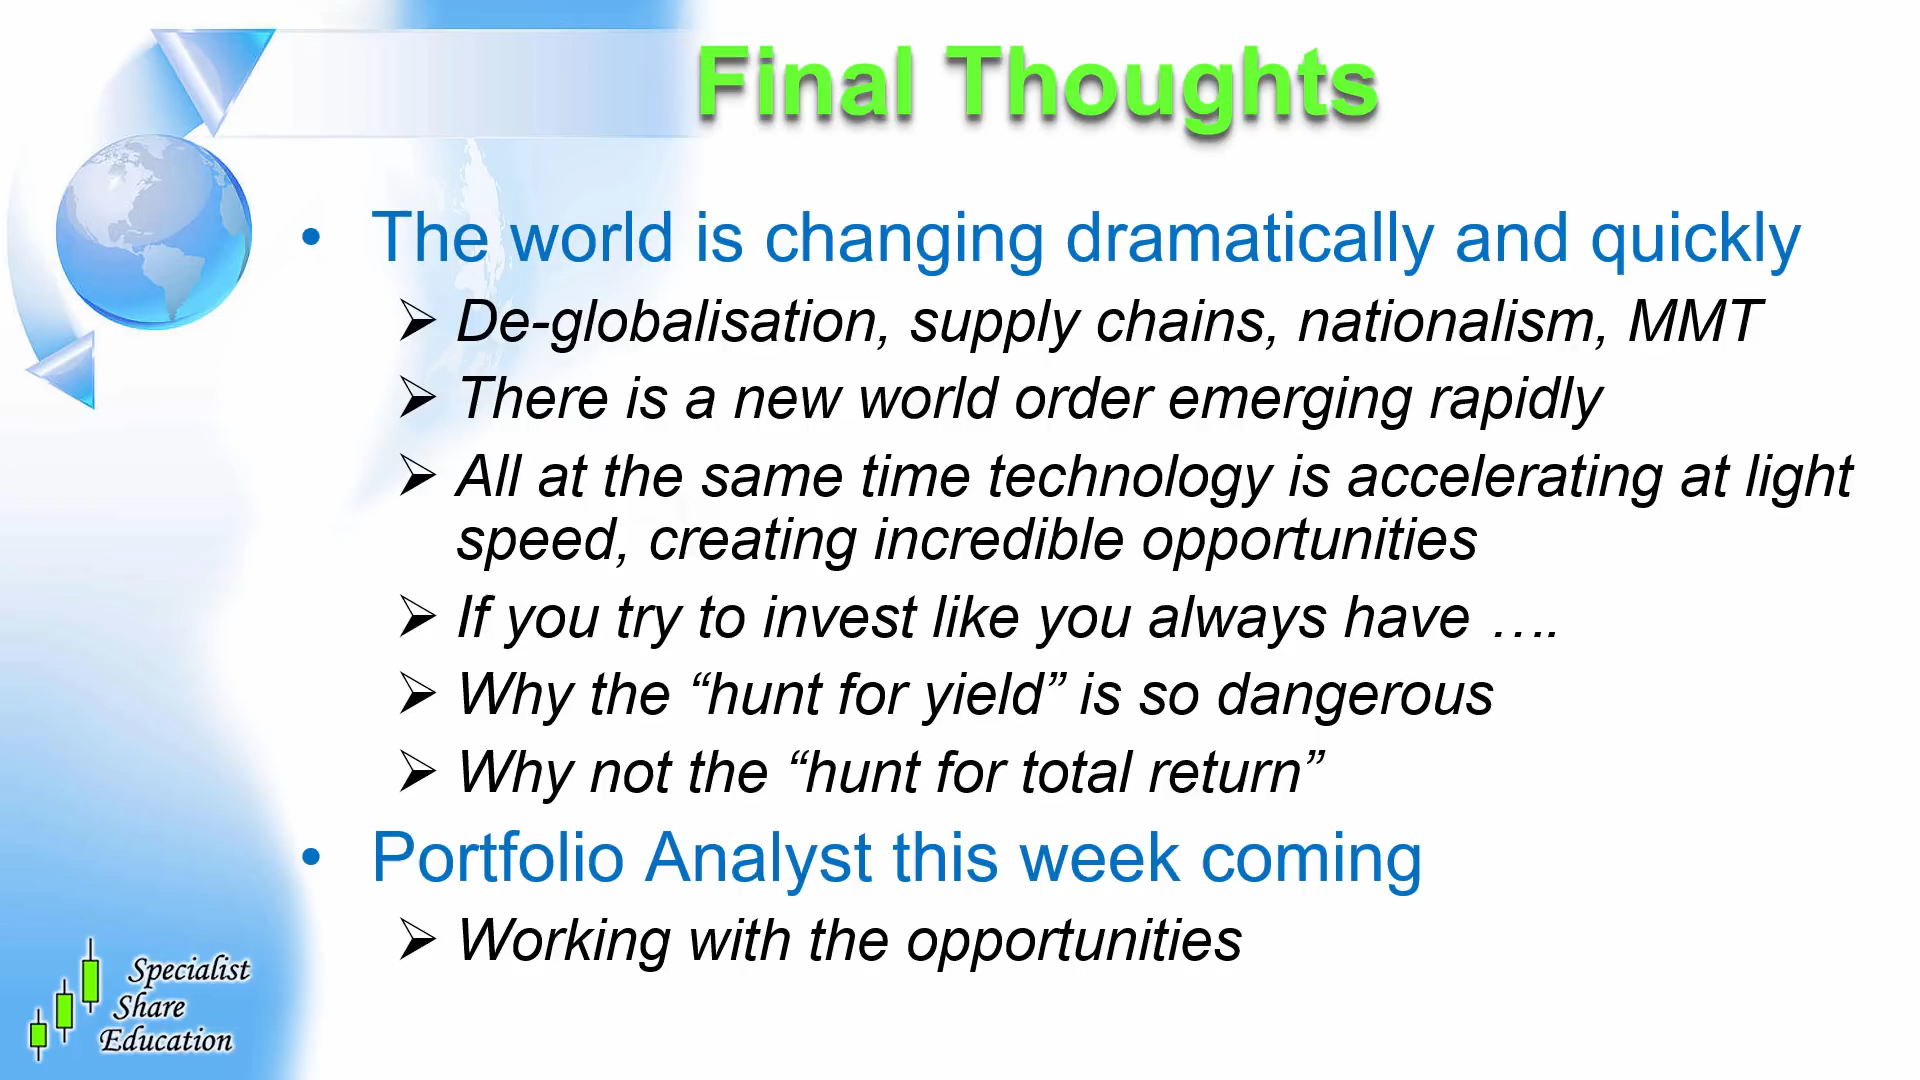 Final Thoughts
• The world is changing dramatically and quickly
➢ De-globalisation, supply chains, nationalism, MMT
➢ There is a new world order emerging rapidly
➢ All at the same time technology is accelerating at light
speed, creating incredible opportunities
➢ If you try to invest like you always have ….
➢ Why the “hunt for yield” is so dangerous
➢ Why not the “hunt for total return”
• Portfolio Analyst this week coming
➢ Working with the opportunities
Specialist
Share
Education